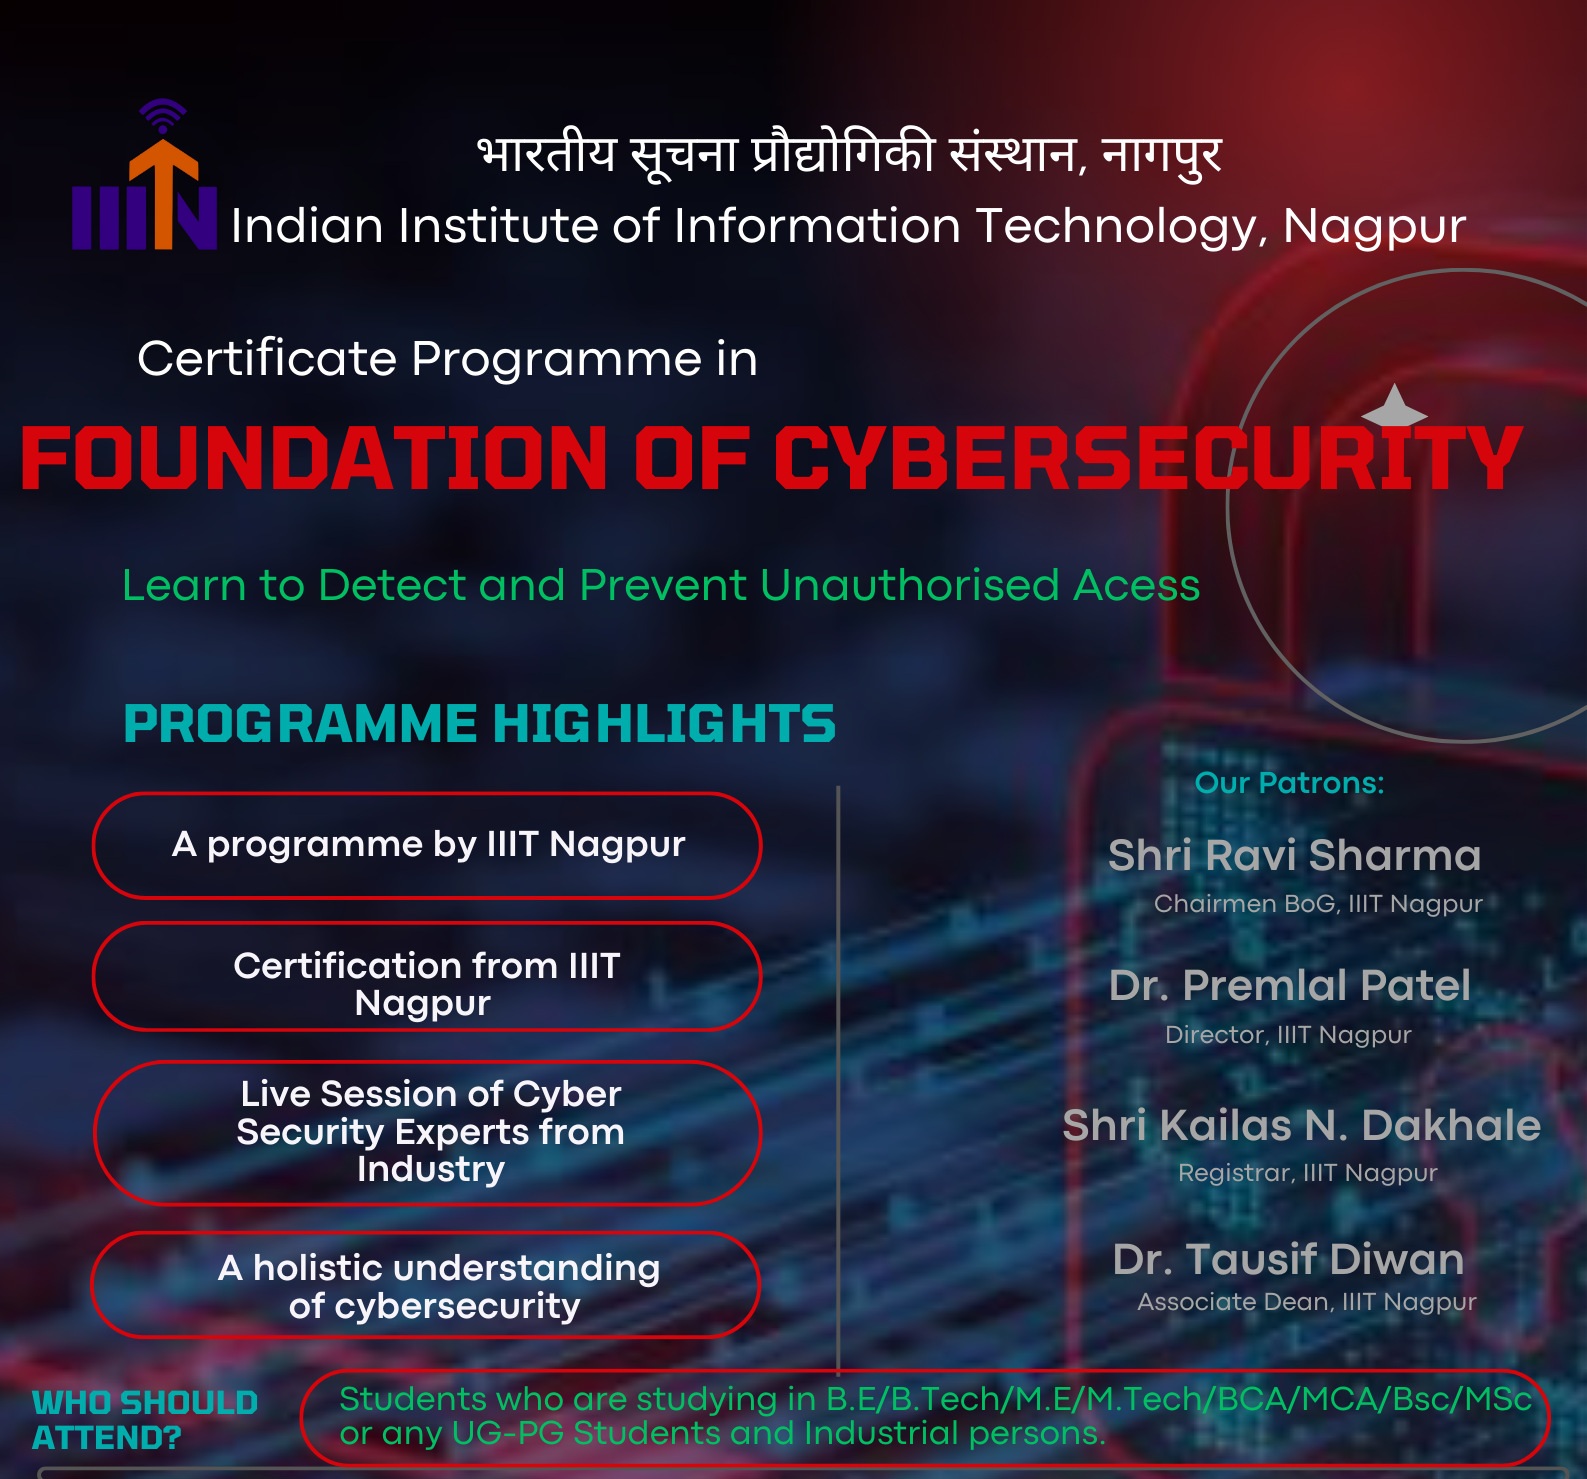 IIITN
भारतीय सूचना प्रौद्योगिकी संस्थान, नागपुर
Indian Institute of Information Technology, Nagpur
Certificate Programme in
FOUNDATION OF CYBERSECURITY
Learn to Detect and Prevent Unauthorised Acess
PROGRAMME HIGHLIGHTS
A programme by IIIT Nagpur
Certification from IIIT
Nagpur
Live Session of Cyber
Security Experts from
Industry
A holistic understanding
of cybersecurity
Our Patrons:
Shri Ravi Sharma
Chairmen BoG, IIIT Nagpur
Dr. Premlal Patel
Director, IIIT Nagpur
Shri Kailas N. Dakhale
Registrar, IIIT Nagpur
Dr. Tausif Diwan
Associate Dean, IIIT Nagpur
WHO SHOULD
ATTEND?
Students who are studying in B.E/B.Tech/M.E/M.Tech/BCA/MCA/Bsc/MSc
or any UG-PG Students and Industrial persons.